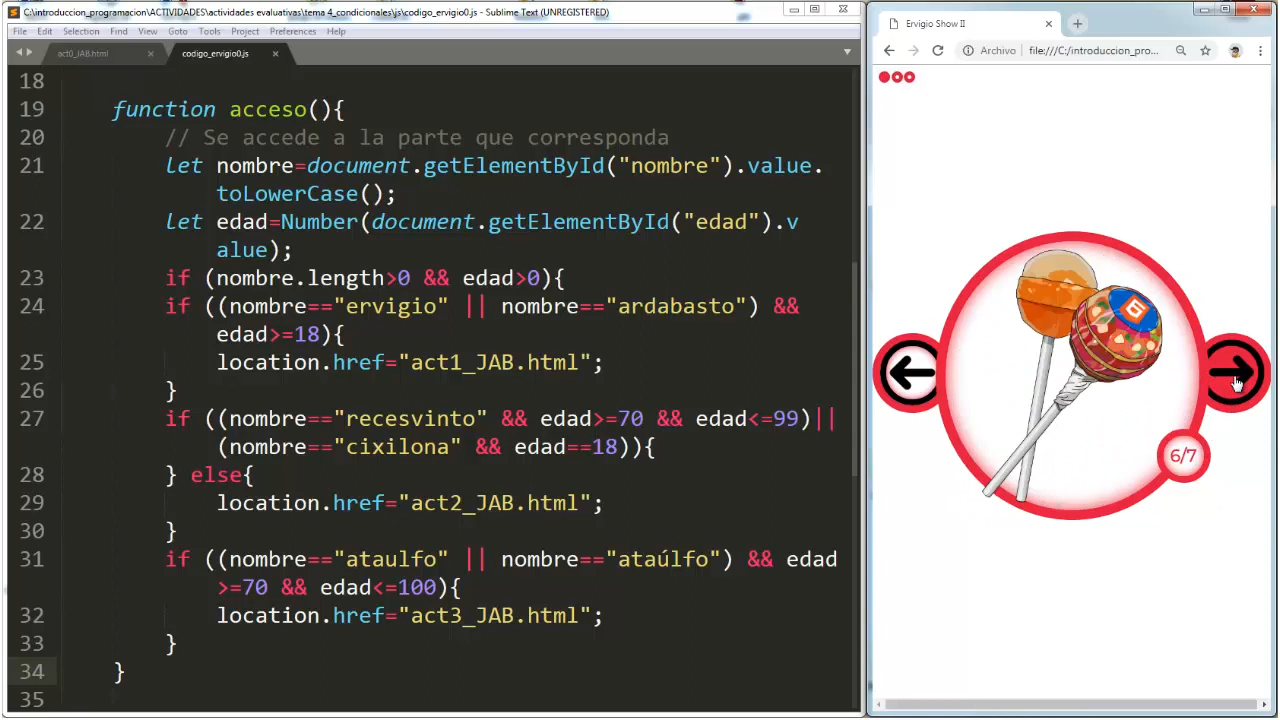 C:\introduccion_programacion\ACTIVIDADES\actividades evaluativas\tema 4_condicionales\js\codigo_ervigio0.js - Sublime Text (UNREGISTERED)
File Edit Selection Find View Goto Tools Project Preferences Help
act0_JAB.html codigo_ervigio0.js
18
19 function acceso(){
20 // Se accede a la parte que corresponda
21 let nombre=document.getElementById("nombre").value.
toLowerCase();
22 let edad=Number(document.getElementById("edad").v
alue);
23 if (nombre.length>0 && edad>0){
24 if ((nombre=="ervigio" || nombre=="ardabasto") &&
edad>=18){
25 location.href="act1_JAB.html";
26 }
27 if ((nombre=="recesvinto" && edad>=70 && edad<=99)||
(nombre=="cixilona" && edad==18)){
28 } else{
29 location.href="act2_JAB.html";
30 }
31 if ((nombre=="ataulfo" || nombre=="ataúlfo") && edad
>=70 && edad<=100){
32 location.href="act3_JAB.html";
33 }
34 }
35
Ervigio Show II
Archivo | file:///C:/introduccion_pro...
6/7